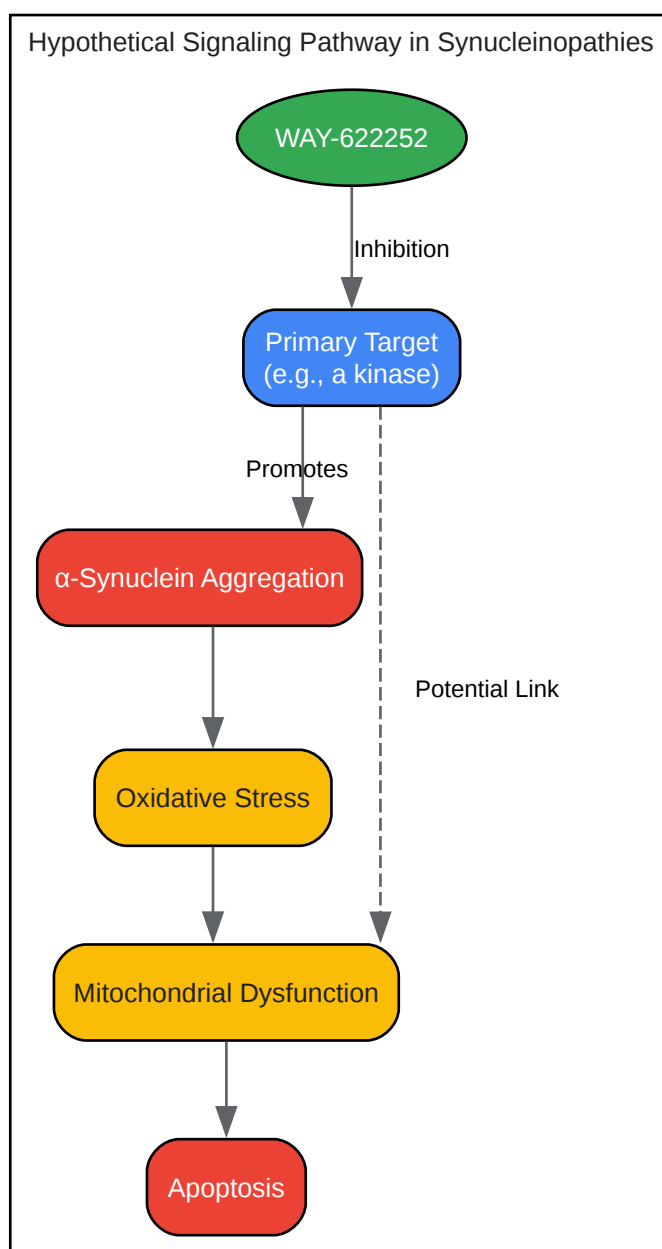 Hypothetical Signaling Pathway in Synucleinopathies
WAY-622252
Inhibition
Primary Target
(e.g., a kinase)
Promotes
α-Synuclein Aggregation
Potential Link
Oxidative Stress
Mitochondrial Dysfunction
Apoptosis